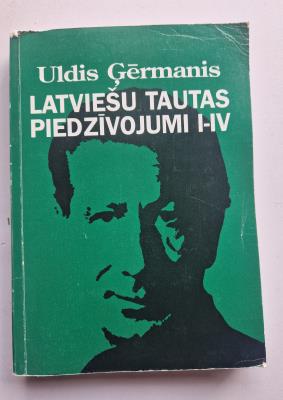 Uldis Ģērmanis
LATVIEŠU TAUTAS
PIEDZĪVOJUMI I-IV